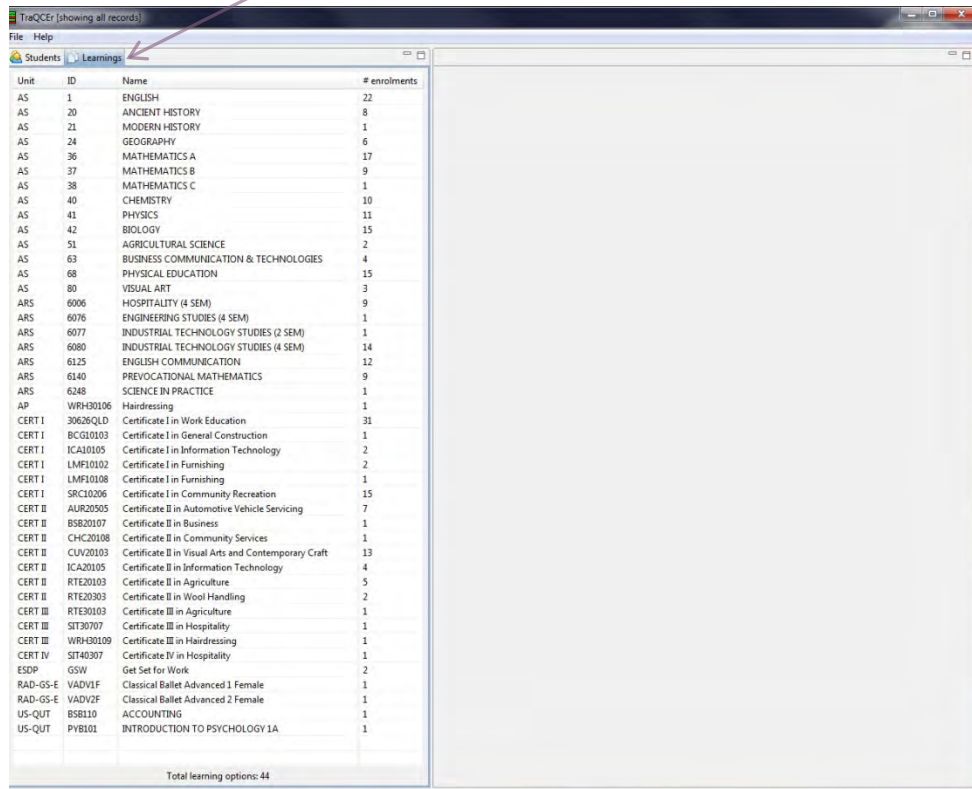 TraQCEr [showing all records]
File Help
Students Learnings
Unit ID Name # enrolments
AS 1 ENGLISH 22
AS 20 ANCIENT HISTORY 8
AS 21 MODERN HISTORY 1
AS 24 GEOGRAPHY 6
AS 36 MATHEMATICS A 17
AS 37 MATHEMATICS B 9
AS 38 MATHEMATICS C 1
AS 40 CHEMISTRY 10
AS 41 PHYSICS 11
AS 42 BIOLOGY 15
AS 51 AGRICULTURAL SCIENCE 2
AS 63 BUSINESS COMMUNICATION & TECHNOLOGIES 4
AS 68 PHYSICAL EDUCATION 15
AS 80 VISUAL ART 3
ARS 6006 HOSPITALITY (4 SEM) 9
ARS 6076 ENGINEERING STUDIES (4 SEM) 1
ARS 6077 INDUSTRIAL TECHNOLOGY STUDIES (2 SEM) 1
ARS 6080 INDUSTRIAL TECHNOLOGY STUDIES (4 SEM) 14
ARS 6125 ENGLISH COMMUNICATION 12
ARS 6140 PREVOCATIONAL MATHEMATICS 9
ARS 6248 SCIENCE IN PRACTICE 1
AP WRH30106 Hairdressing 1
CERT I 30626QLD Certificate I in Work Education 31
CERT I BCG10103 Certificate I in General Construction 1
CERT I ICA10105 Certificate I in Information Technology 2
CERT I LMF10102 Certificate I in Furnishing 2
CERT I LMF10108 Certificate I in Furnishing 1
CERT I SRC10206 Certificate I in Community Recreation 15
CERT II AUR20505 Certificate II in Automotive Vehicle Servicing 7
CERT II BSB20107 Certificate II in Business 1
CERT II CHC20108 Certificate II in Community Services 1
CERT II CUV20103 Certificate II in Visual Arts and Contemporary Craft 13
CERT II ICA20105 Certificate II in Information Technology 4
CERT II RTE20103 Certificate II in Agriculture 5
CERT II RTE20303 Certificate II in Wool Handling 2
CERT III RTE30103 Certificate III in Agriculture 1
CERT III SIT30707 Certificate III in Hospitality 1
CERT III WRH30109 Certificate III in Hairdressing 1
CERT IV SIT40307 Certificate IV in Hospitality 1
ESDP GSW Get Set for Work 2
RAD-GS-E VADV1F Classical Ballet Advanced 1 Female 1
RAD-GS-E VADV2F Classical Ballet Advanced 2 Female 1
US-QUT BSB110 ACCOUNTING 1
US-QUT PYB101 INTRODUCTION TO PSYCHOLOGY 1A 1
Total learning options: 44